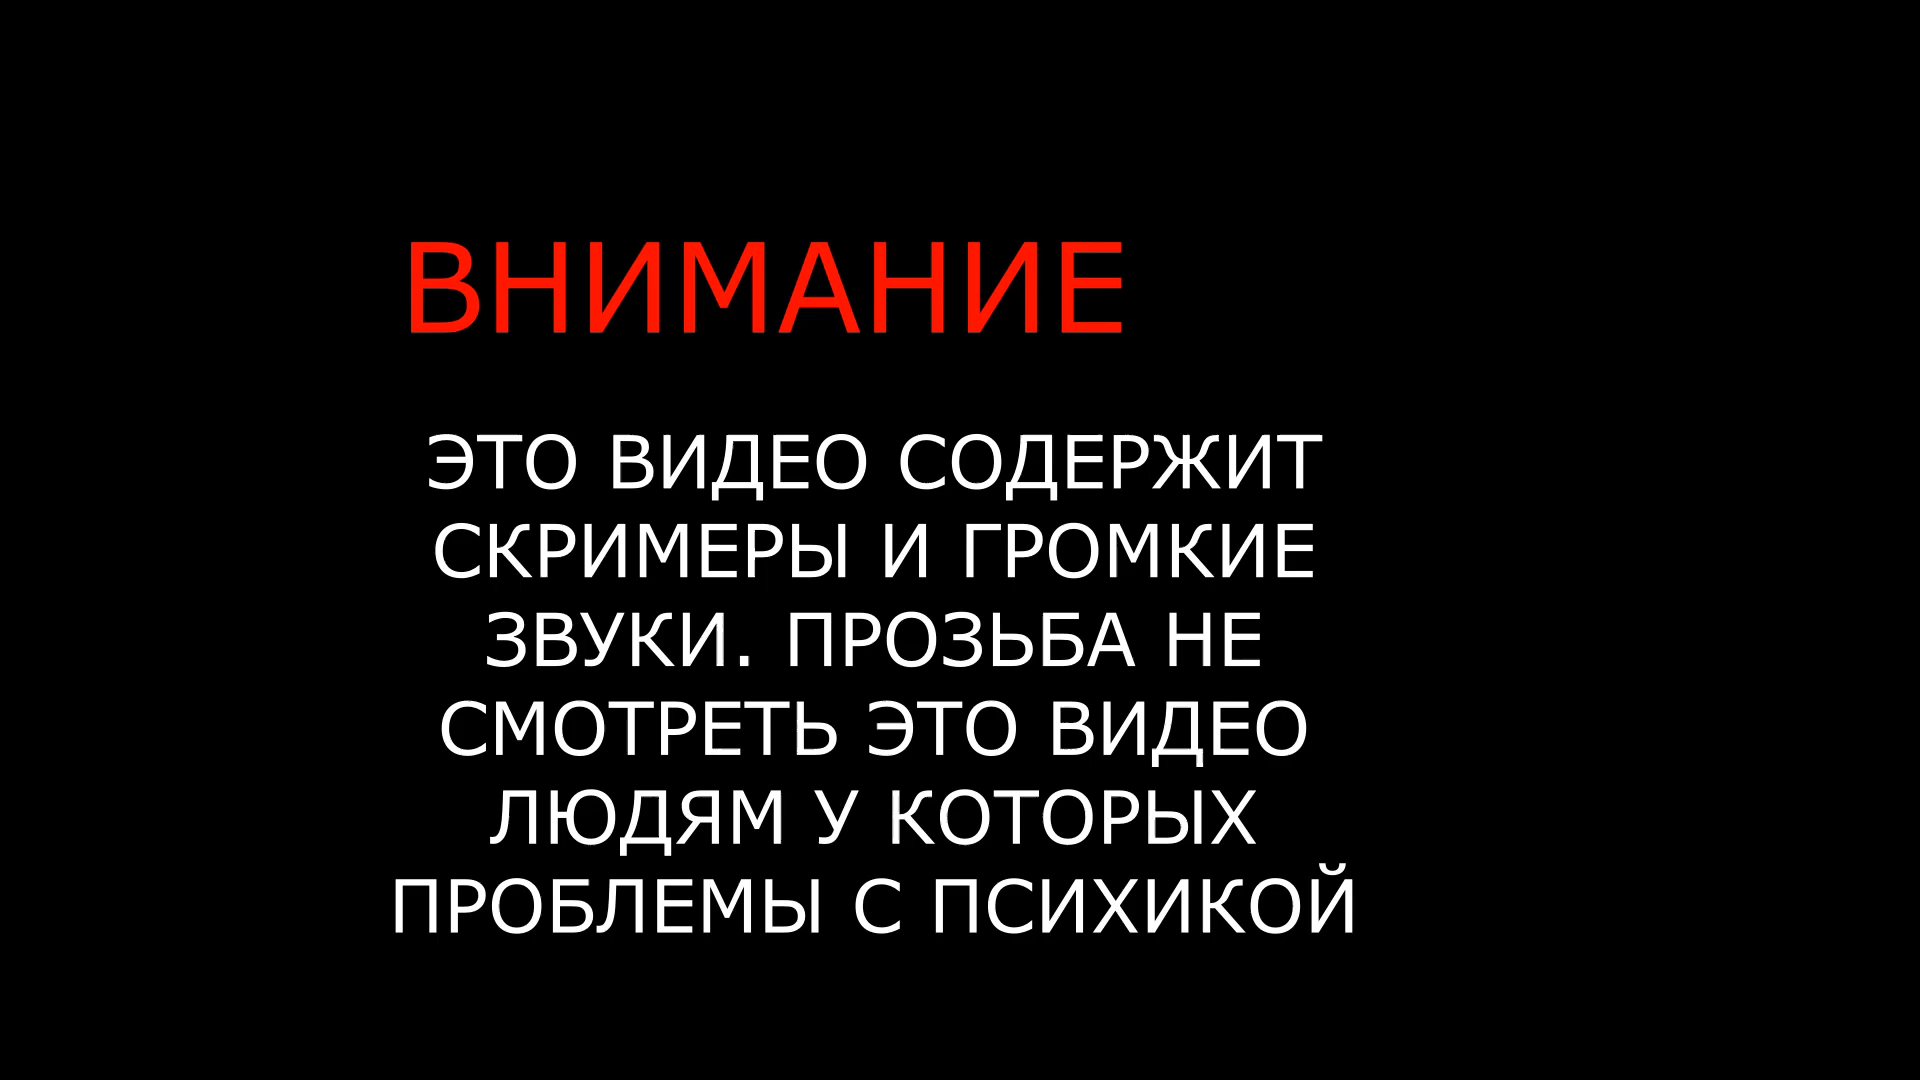 ВНИМАНИЕ
ЭТО ВИДЕО СОДЕРЖИТ
СКРИМЕРЫ И ГРОМКИЕ
ЗВУКИ. ПРОЗЬБА НЕ
СМОТРЕТЬ ЭТО ВИДЕО
ЛЮДЯМ У КОТОРЫХ
ПРОБЛЕМЫ С ПСИХИКОЙ